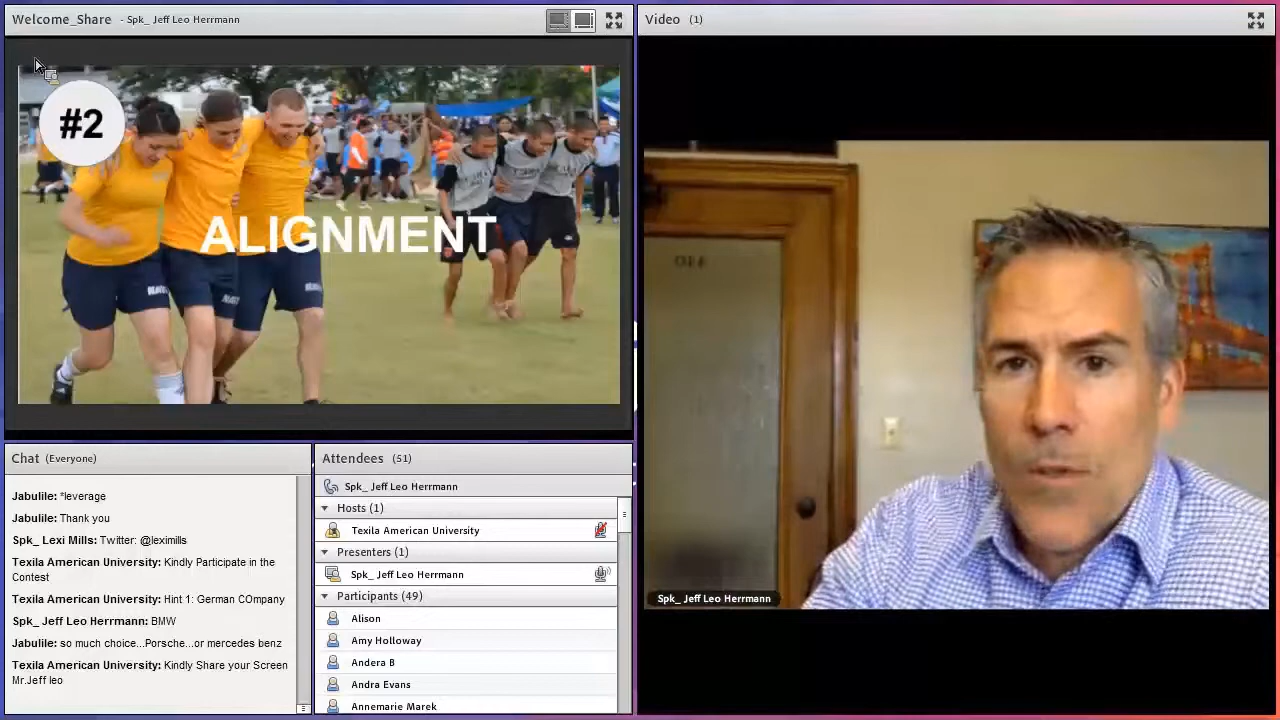 Welcome_Share - Spk_ Jeff Leo Herrmann
#2
ALIGNMENT
NAVY
Chat (Everyone)
Jabulile: *leverage
Jabulile: Thank you
Spk_ Lexi Mills: Twitter: @leximills
Texila American University: Kindly Participate in the
Contest
Texila American University: Hint 1: German COmpany
Spk_ Jeff Leo Herrmann: BMW
Jabulile: so much choice...Porsche...or mercedes benz
Texila American University: Kindly Share your Screen
Mr.Jeff leo
Attendees (51)
Spk_ Jeff Leo Herrmann
Hosts (1)
Texila American University
Presenters (1)
Spk_ Jeff Leo Herrmann
Participants (49)
Alison
Amy Holloway
Andera B
Andra Evans
Annemarie Marek
Video (1)
Spk_ Jeff Leo Herrmann